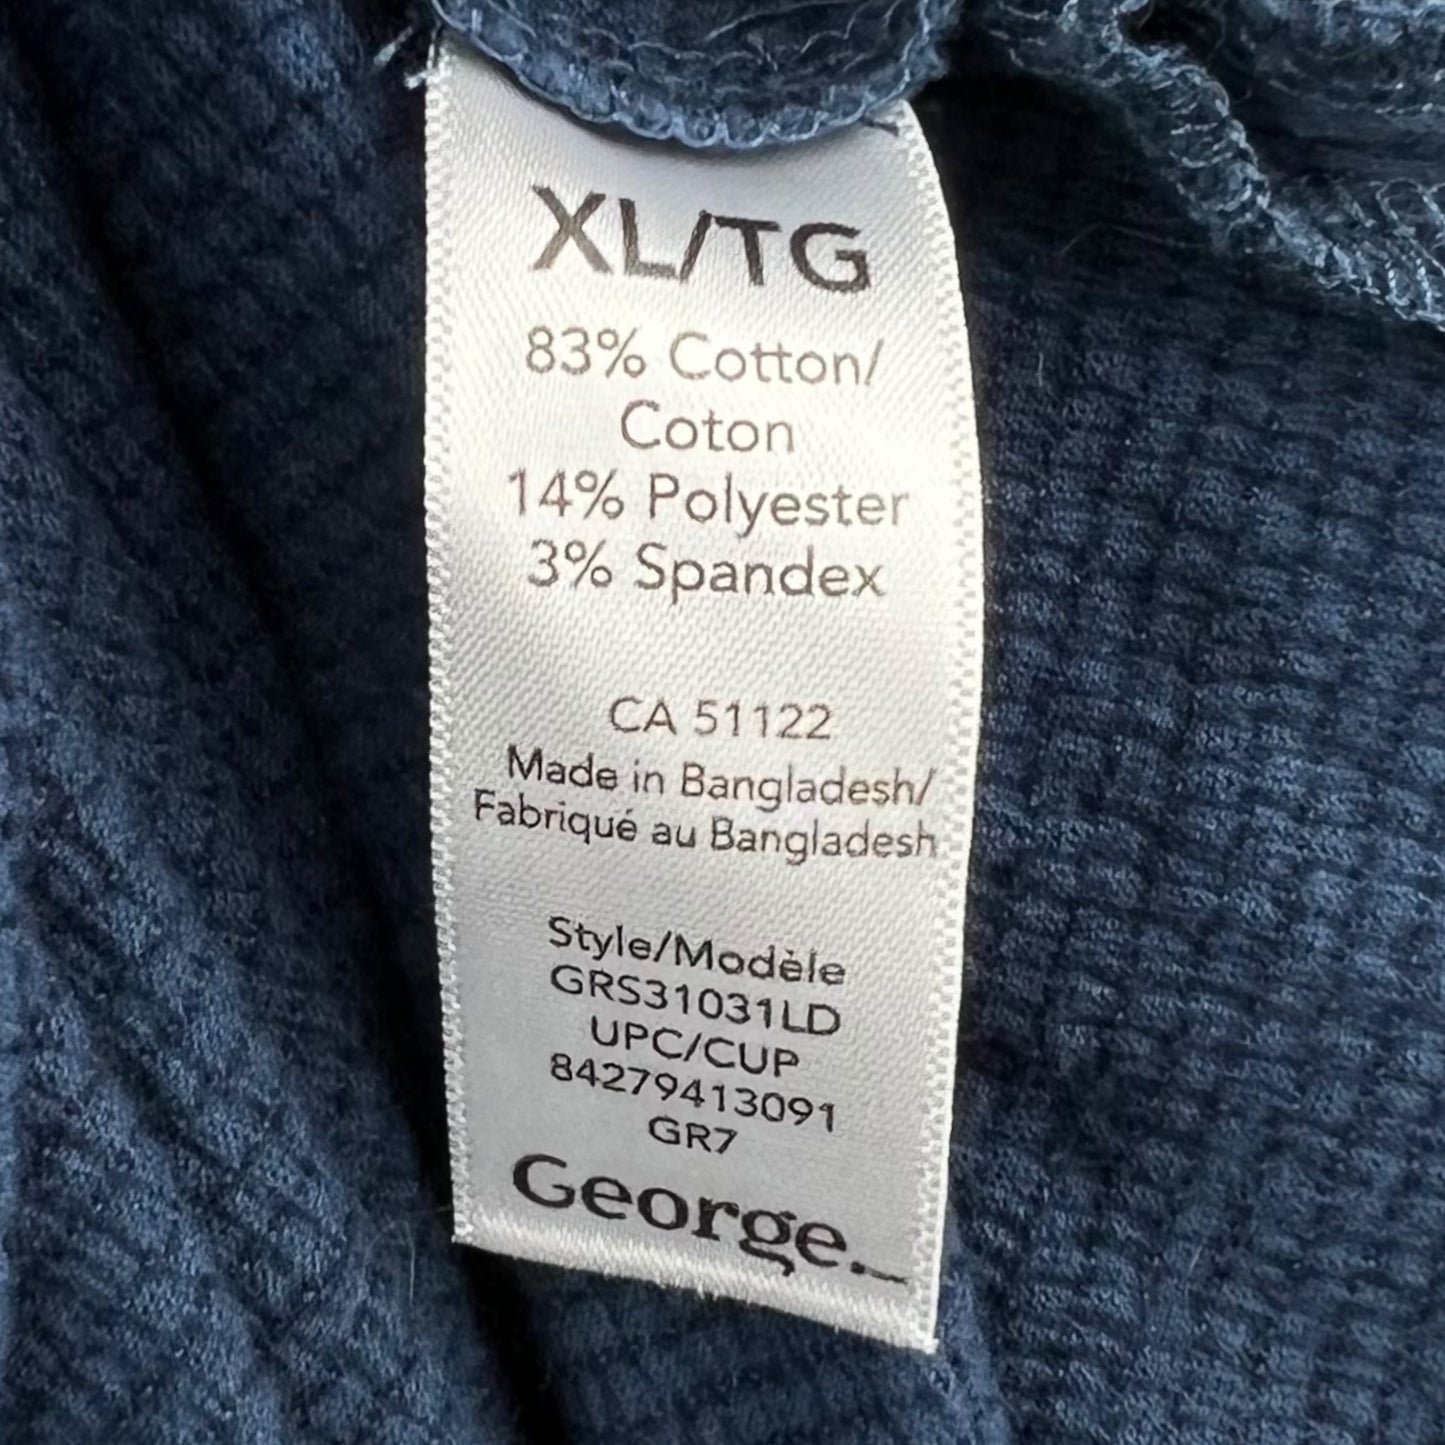 XL/TG
83% Cotton/
Coton
14% Polyester
3% Spandex
CA 51122
Made in Bangladesh/
Fabriqué au Bangladesh
Style/Modèle
GRS31031LD
UPC/CUP
84279413091
GR7
George.